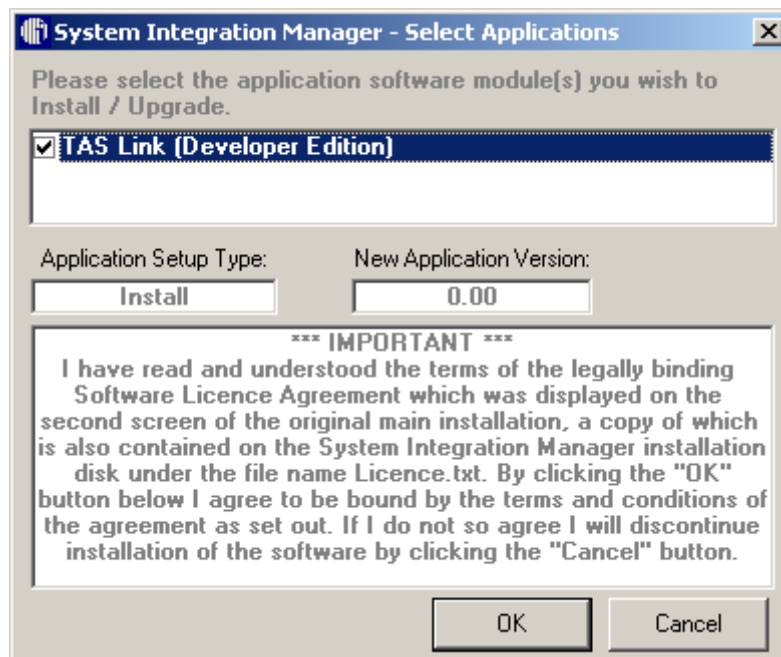 System Integration Manager - Select Applications
Please select the application software module(s) you wish to
Install / Upgrade.
TAS Link (Developer Edition)
Application Setup Type:
New Application Version:
Install
0.00
*** IMPORTANT ***
I have read and understood the terms of the legally binding
Software Licence Agreement which was displayed on the
second screen of the original main installation, a copy of which
is also contained on the System Integration Manager installation
disk under the file name Licence.txt. By clicking the "OK"
button below I agree to be bound by the terms and conditions of
the agreement as set out. If I do not so agree I will discontinue
installation of the software by clicking the "Cancel" button.
OK
Cancel